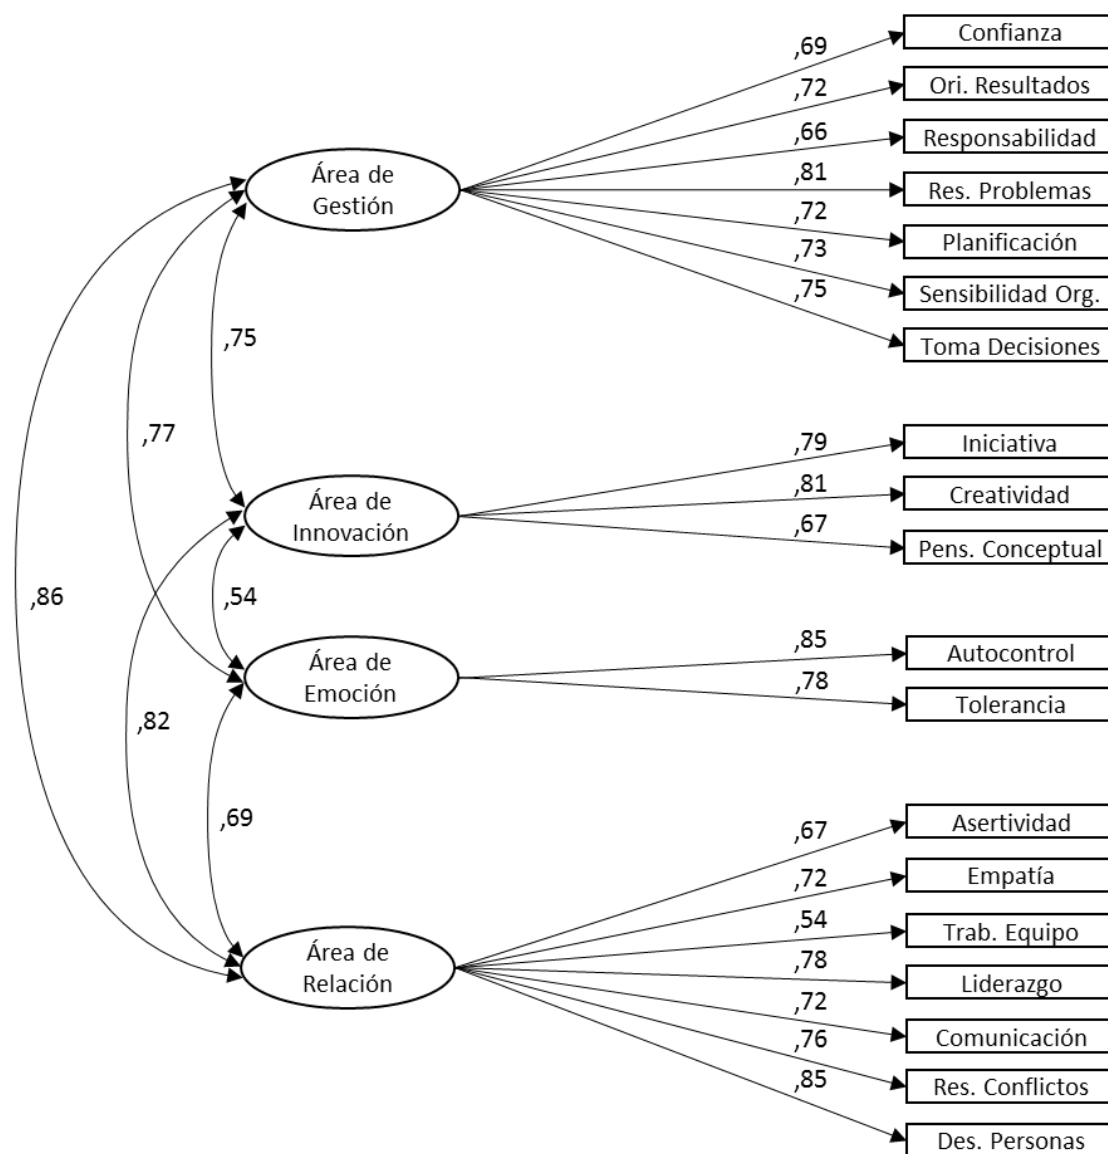 Confianza
,69
Ori. Resultados
,72
Responsabilidad
,66
Área de
Gestión
,81
Res. Problemas
,72
Planificación
,73
Sensibilidad Org.
,75
Toma Decisiones
,75
,77
,79
Iniciativa
,81
Creatividad
Área de
Innovación
,67
Pens. Conceptual
,86
,54
,85
Autocontrol
Área de
Emoción
,78
Tolerancia
,82
,69
,67
Asertividad
,72
Empatía
,54
Trab. Equipo
Área de
Relación
,78
Liderazgo
,72
Comunicación
,76
Res. Conflictos
,85
Des. Personas